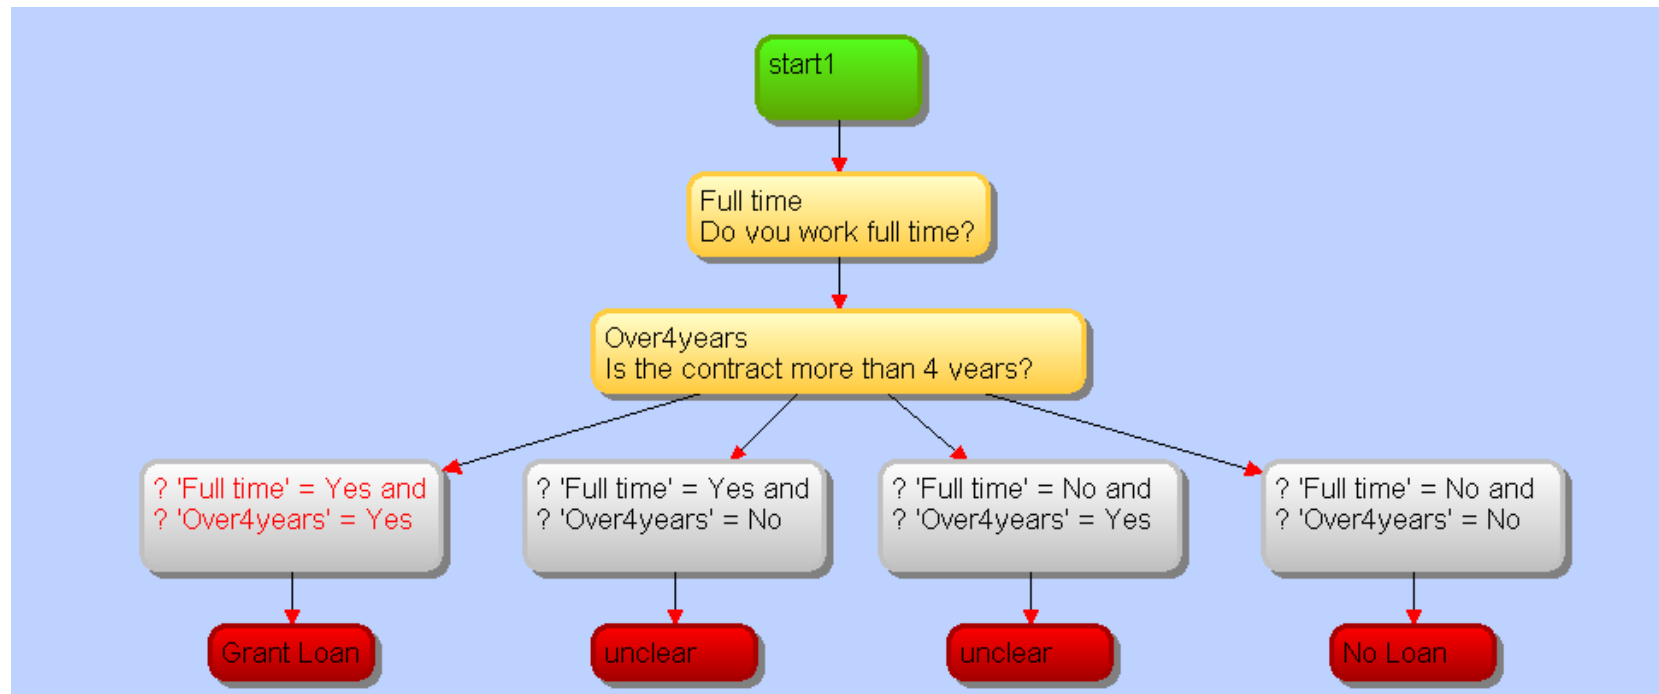 start1
Full time
Do you work full time?
Over4years
Is the contract more than 4 years?
? 'Full time' = Yes and
? 'Over4years' = Yes
? 'Full time' = Yes and
? 'Over4years' = No
? 'Full time' = No and
? 'Over4years' = Yes
? 'Full time' = No and
? 'Over4years' = No
Grant Loan
unclear
unclear
No Loan